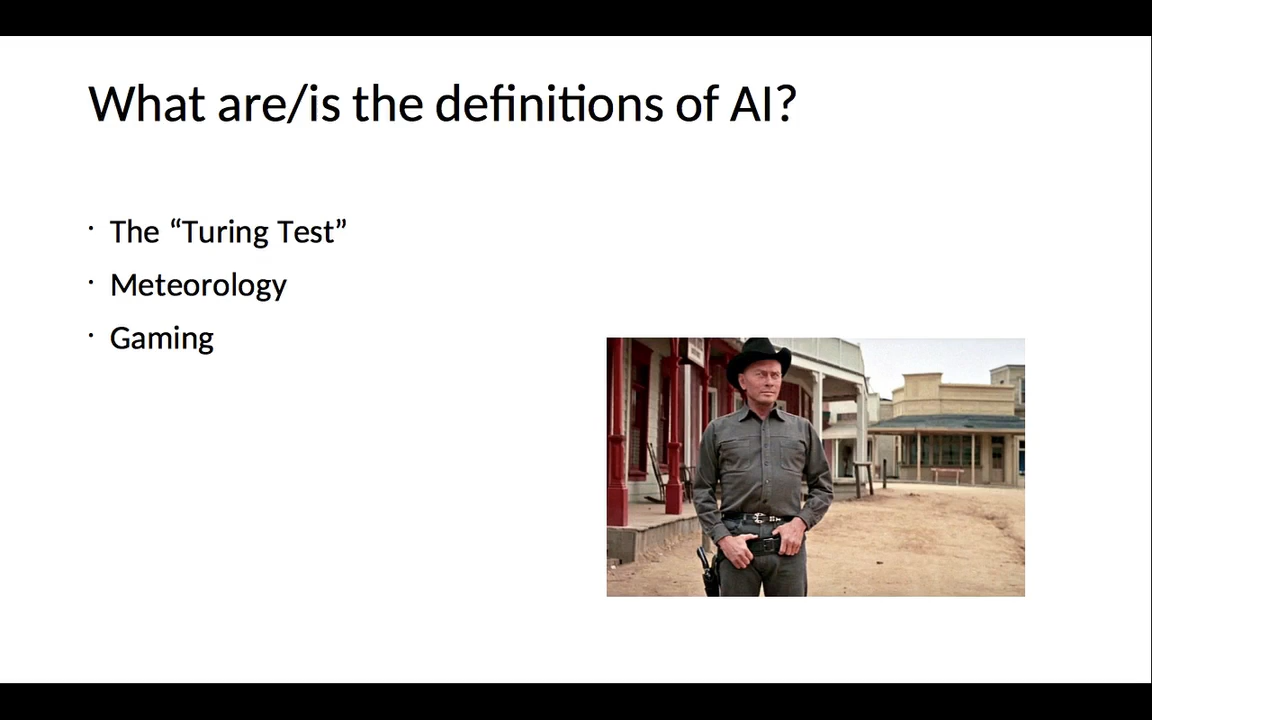 What are/is the definitions of AI?
· The “Turing Test”
· Meteorology
· Gaming